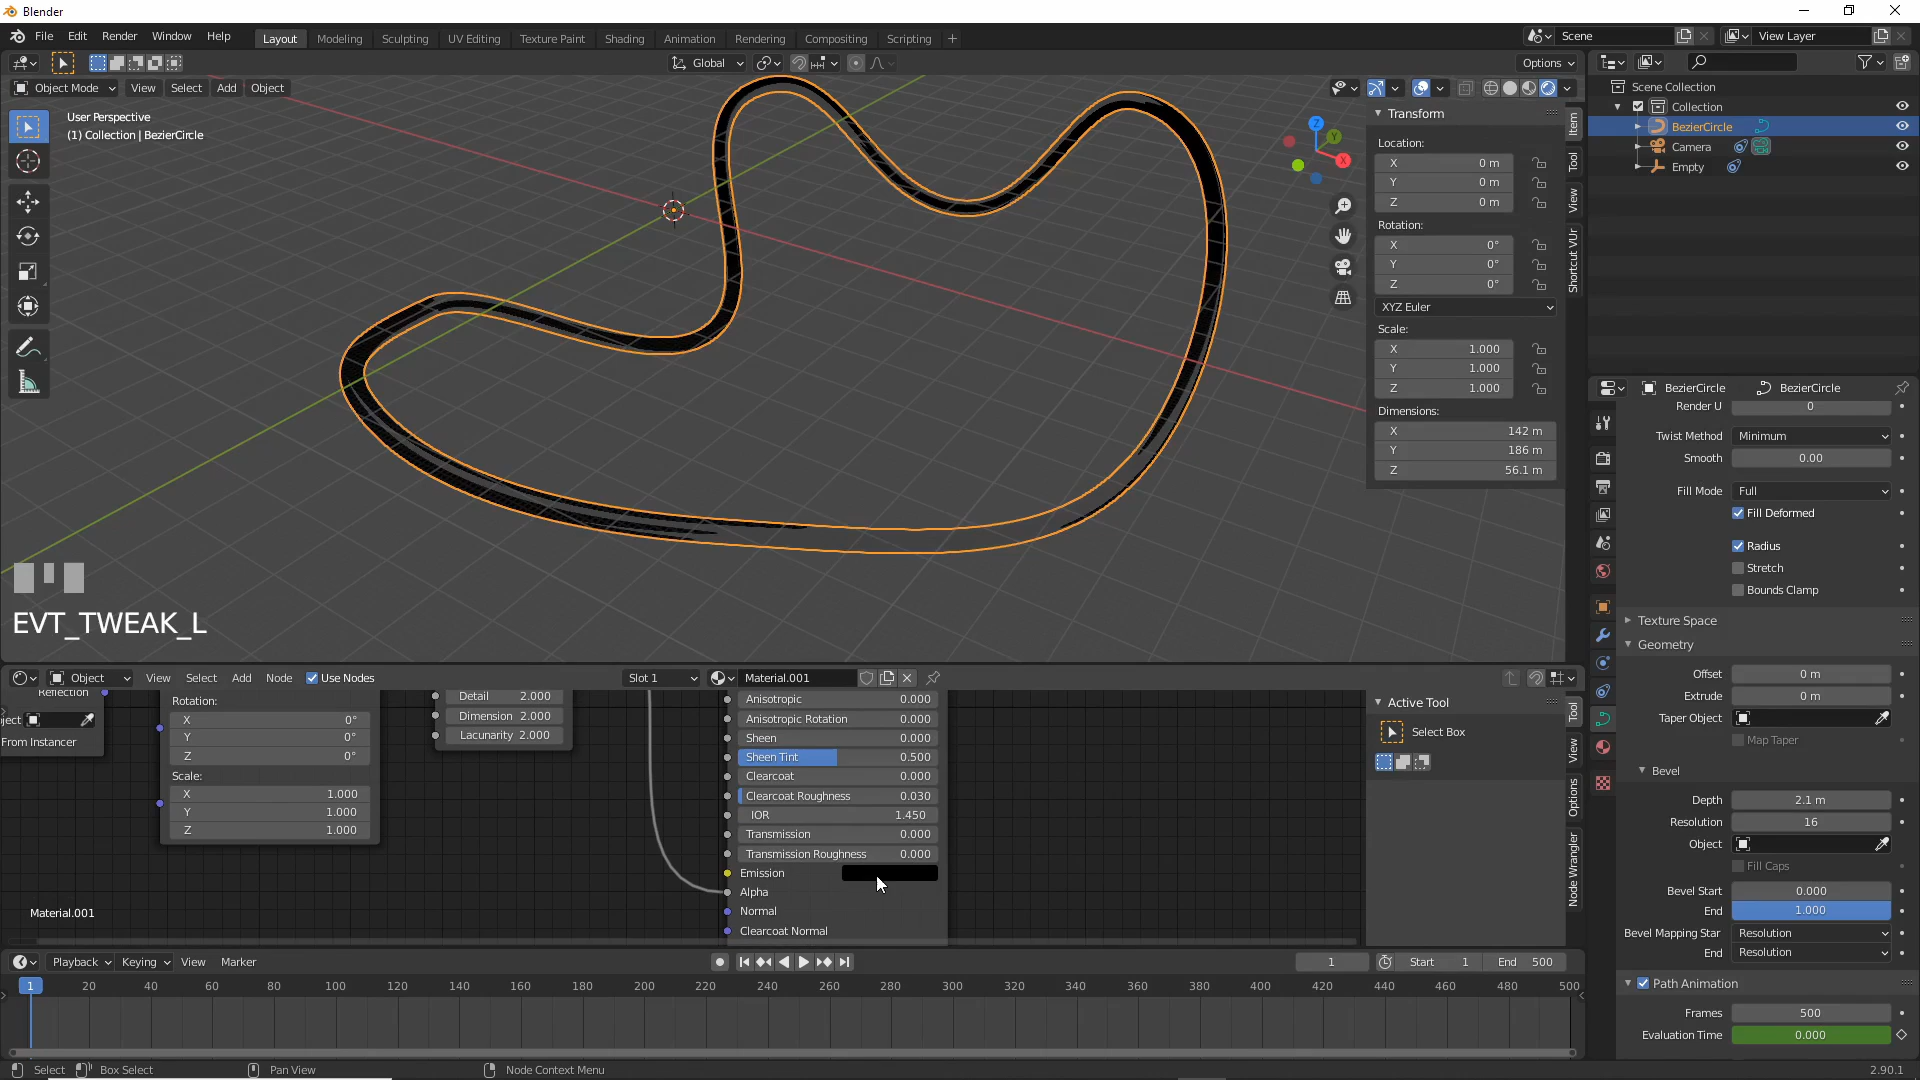 Blender
File Edit Render Window Help
Layout Modeling Sculpting UV Editing Texture Paint Shading Animation Rendering Compositing Scripting +
Scene
View Layer
Global
Options
Object Mode View Select Add Object
User Perspective
(1) Collection | BezierCircle
Z
Y
X
EVT_TWEAK_L
Transform
Location:
X 0 m
Y 0 m
Z 0 m
Rotation:
X 0°
Y 0°
Z 0°
XYZ Euler
Scale:
X 1.000
Y 1.000
Z 1.000
Dimensions:
X 142 m
Y 186 m
Z 56.1 m
Item
Tool
View
Shortcut VUr
Scene Collection
Collection
BezierCircle
Camera
Empty
BezierCircle BezierCircle
Render U 0
Twist Method Minimum
Smooth 0.00
Fill Mode Full
Fill Deformed
Radius
Stretch
Bounds Clamp
Texture Space
Geometry
Offset 0 m
Extrude 0 m
Taper Object
Map Taper
Bevel
Depth 2.1 m
Resolution 16
Object
Fill Caps
Bevel Start 0.000
End 1.000
Bevel Mapping Star Resolution
End Resolution
Path Animation
Frames 500
Evaluation Time 0.000
Object View Select Add Node Use Nodes
Slot 1
Material.001
Reflection
ject
From Instancer
Rotation:
X 0°
Y 0°
Z 0°
Scale:
X 1.000
Y 1.000
Z 1.000
Detail 2.000
Dimension 2.000
Lacunarity 2.000
Anisotropic 0.000
Anisotropic Rotation 0.000
Sheen 0.000
Sheen Tint 0.500
Clearcoat 0.000
Clearcoat Roughness 0.030
IOR 1.450
Transmission 0.000
Transmission Roughness 0.000
Emission
Alpha
Normal
Clearcoat Normal
Material.001
Active Tool
Select Box
Tool
View
Options
Node Wrangler
Playback Keying View Marker
1
Start 1
End 500
1 20 40 60 80 100 120 140 160 180 200 220 240 260 280 300 320 340 360 380 400 420 440 460 480 500
Select Box Select Pan View Node Context Menu 2.90.1